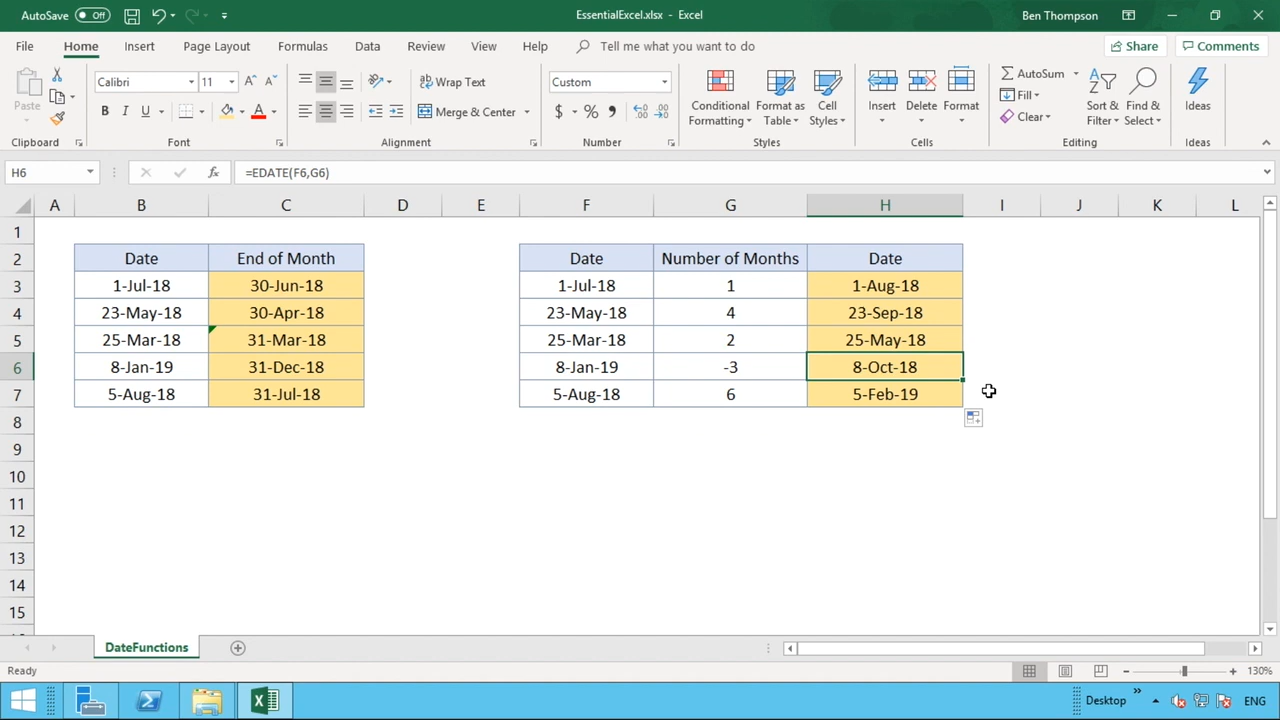 AutoSave Off EssentialExcel.xlsx - Excel Ben Thompson
File Home Insert Page Layout Formulas Data Review View Help Tell me what you want to do Share Comments
Paste Calibri 11 Wrap Text Custom Conditional Formatting Format as Table Cell Styles Insert Delete Format AutoSum Sort & Filter Find & Select Ideas
B I U A Merge & Center $ % Fill
Clear
Clipboard Font Alignment Number Styles Cells Editing Ideas
H6 fx =EDATE(F6,G6)
A B C D E F G H I J K L
1
2 Date End of Month Date Number of Months Date
3 1-Jul-18 30-Jun-18 1-Jul-18 1 1-Aug-18
4 23-May-18 30-Apr-18 23-May-18 4 23-Sep-18
5 25-Mar-18 31-Mar-18 25-Mar-18 2 25-May-18
6 8-Jan-19 31-Dec-18 8-Jan-19 -3 8-Oct-18
7 5-Aug-18 31-Jul-18 5-Aug-18 6 5-Feb-19
8
9
10
11
12
13
14
15
DateFunctions
Ready 130%
Desktop ENG